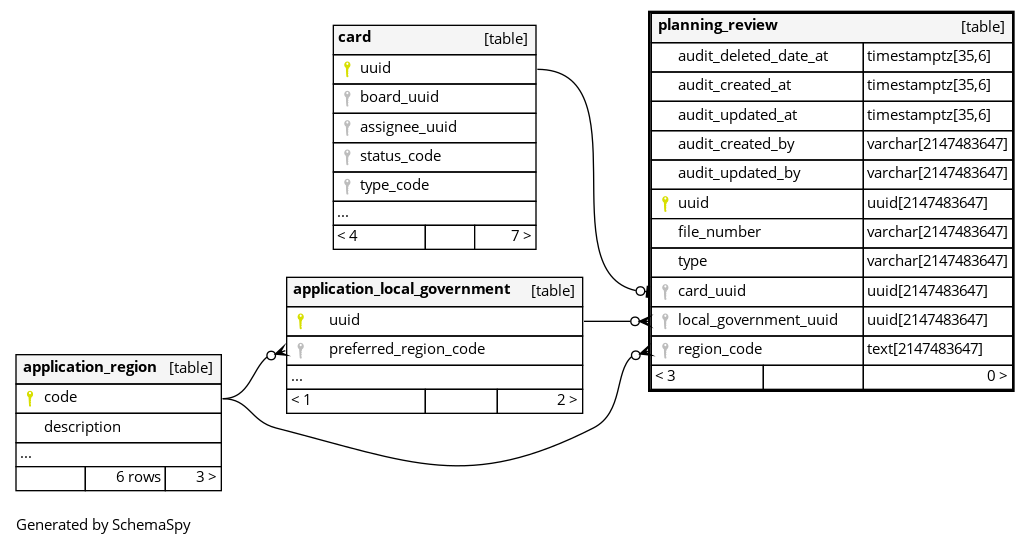 card [table]
uuid
board_uuid
assignee_uuid
status_code
type_code
...
< 4 7 >
planning_review [table]
audit_deleted_date_at timestamptz[35,6]
audit_created_at timestamptz[35,6]
audit_updated_at timestamptz[35,6]
audit_created_by varchar[2147483647]
audit_updated_by varchar[2147483647]
uuid uuid[2147483647]
file_number varchar[2147483647]
type varchar[2147483647]
card_uuid uuid[2147483647]
local_government_uuid uuid[2147483647]
region_code text[2147483647]
< 3 0 >
application_local_government [table]
uuid
preferred_region_code
...
< 1 2 >
application_region [table]
code
description
...
6 rows 3 >
Generated by SchemaSpy